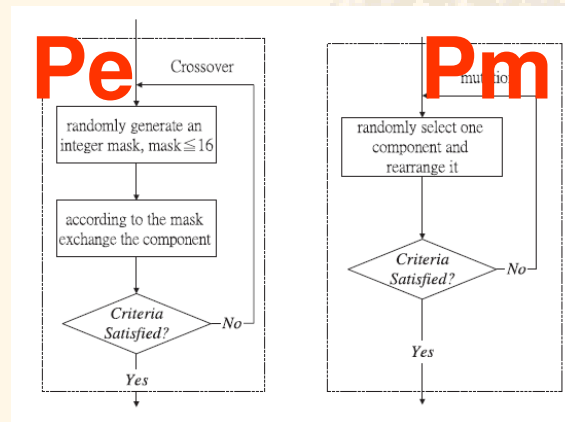 Pe
Crossover
randomly generate an
integer mask, mask≦16
according to the mask
exchange the component
Criteria
Satisfied?
No
Yes
Pm
randomly select one
component and
rearrange it
Criteria
Satisfied?
No
Yes